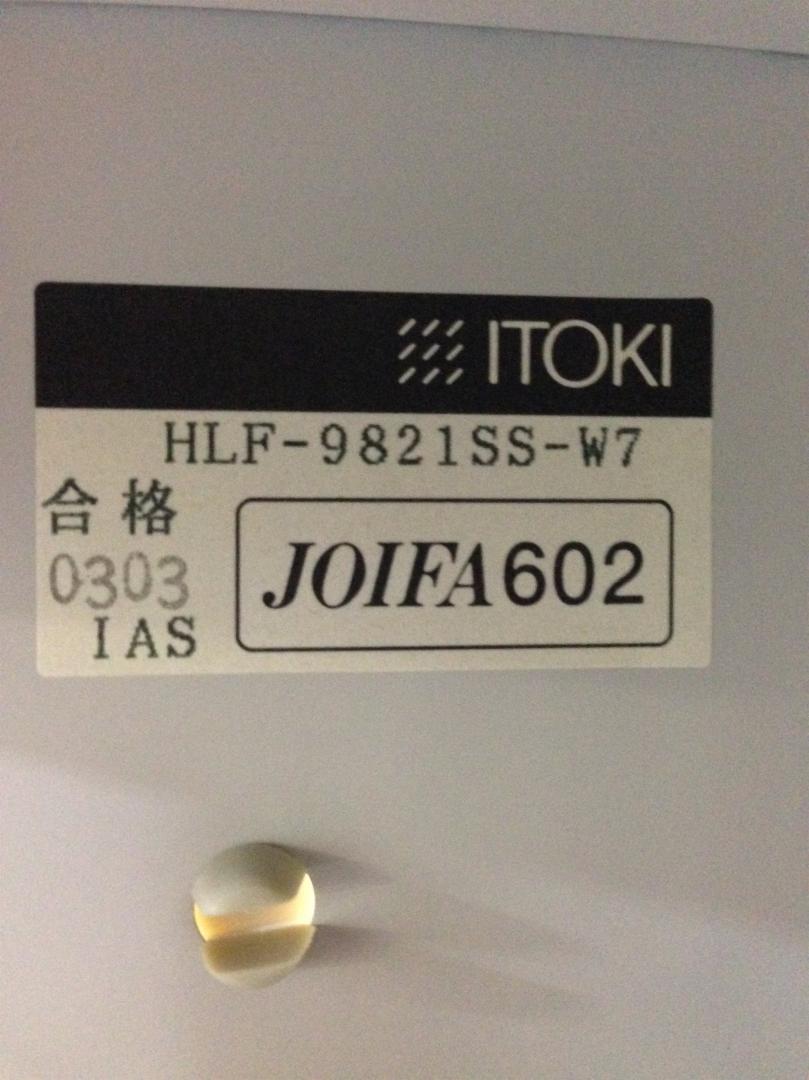 ITOKI
HLF-9821SS-W7
合格
0303
IAS
JOIFA602